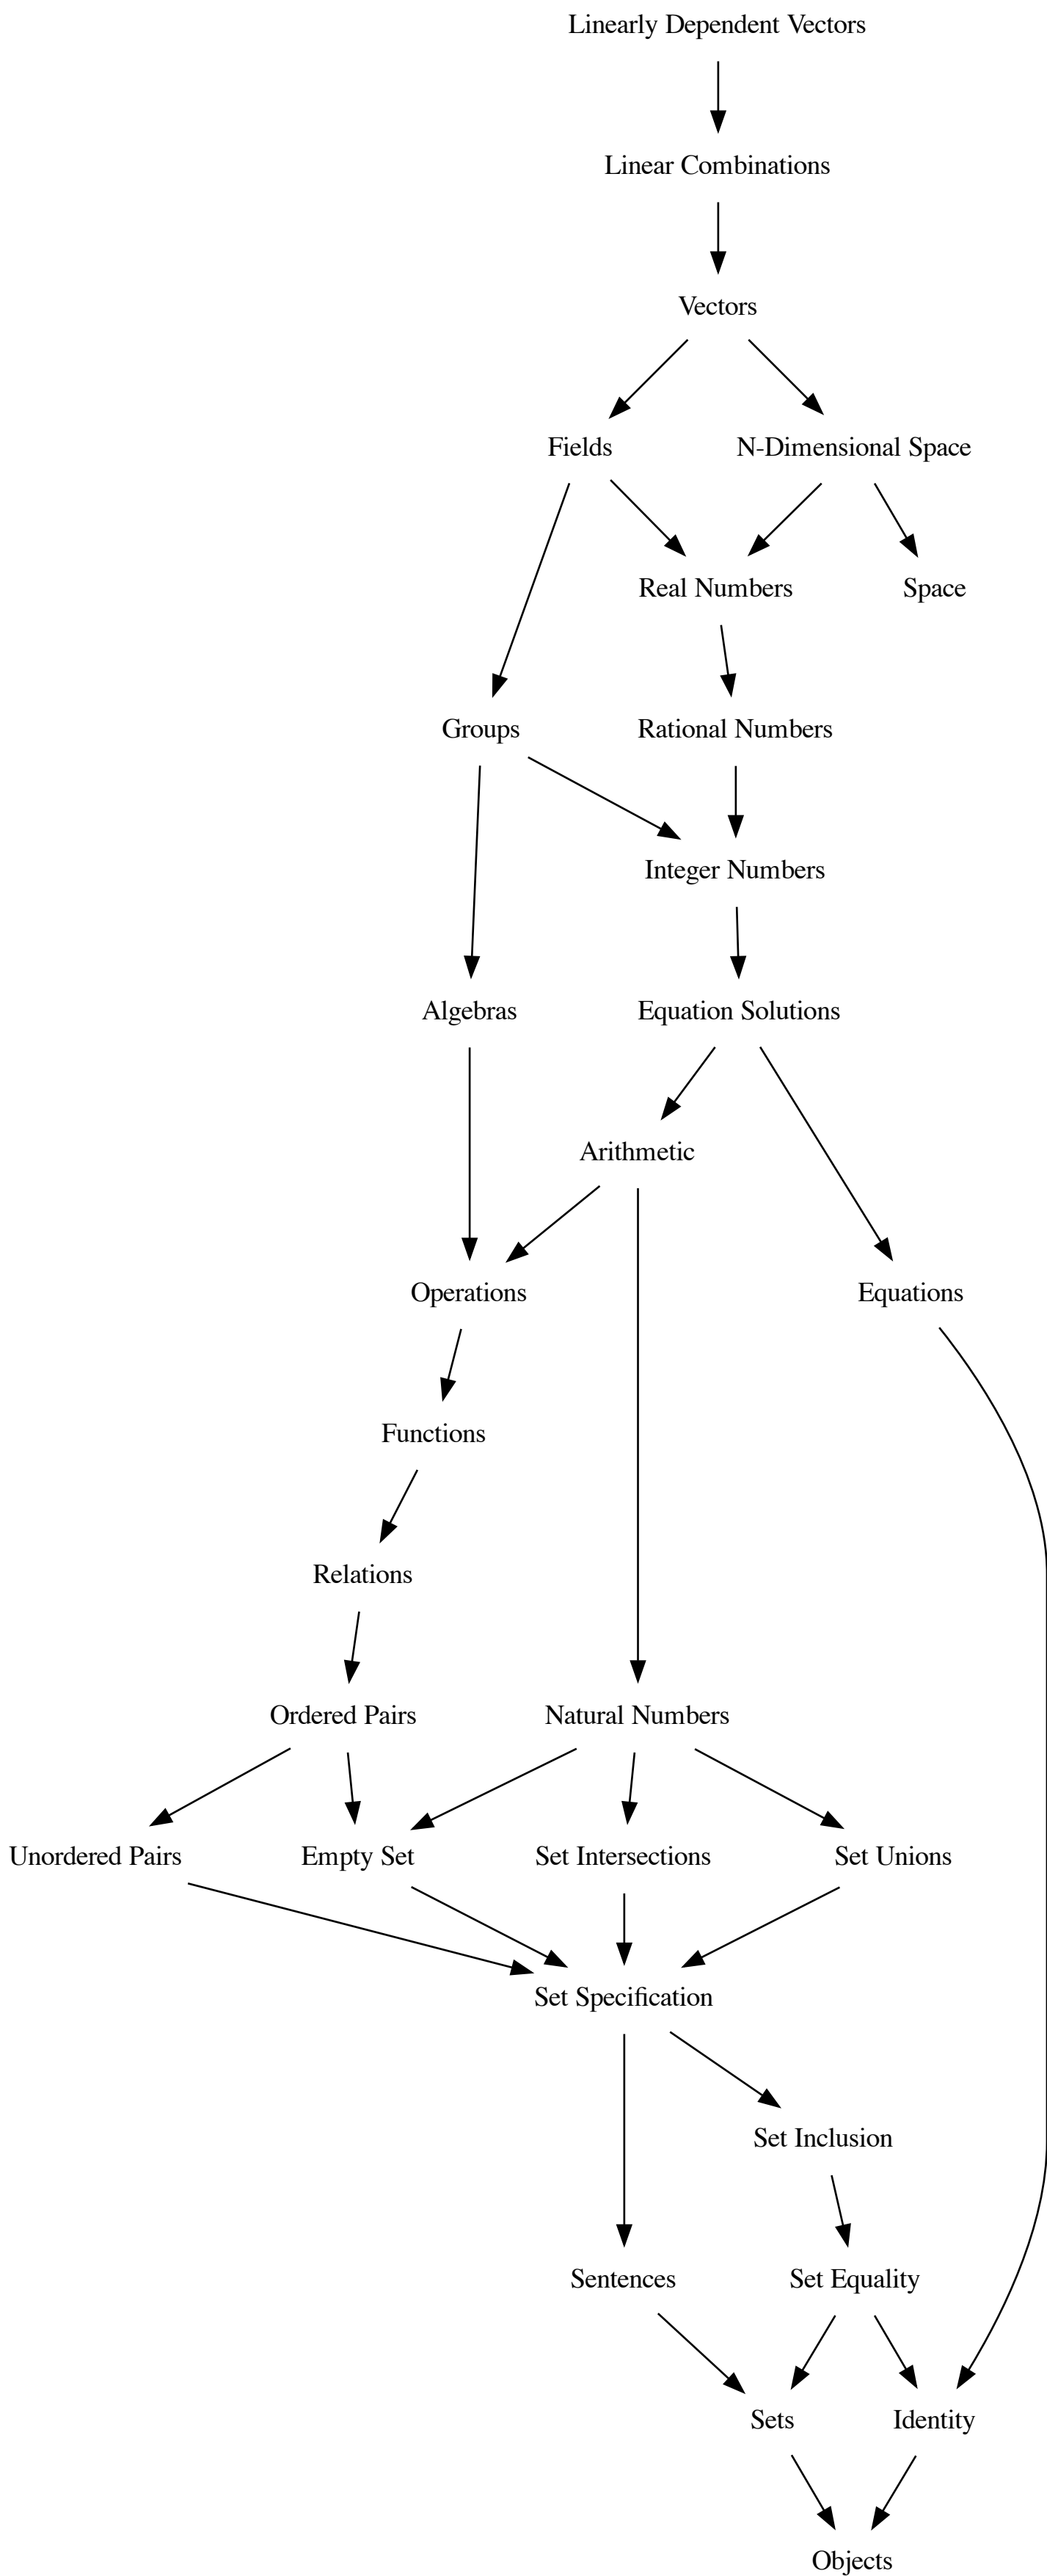 Linearly Dependent Vectors
Linear Combinations
Vectors
Fields
N-Dimensional Space
Real Numbers
Space
Groups
Rational Numbers
Integer Numbers
Algebras
Equation Solutions
Arithmetic
Operations
Equations
Functions
Relations
Ordered Pairs
Natural Numbers
Unordered Pairs
Empty Set
Set Intersections
Set Unions
Set Specification
Set Inclusion
Sentences
Set Equality
Sets
Identity
Objects